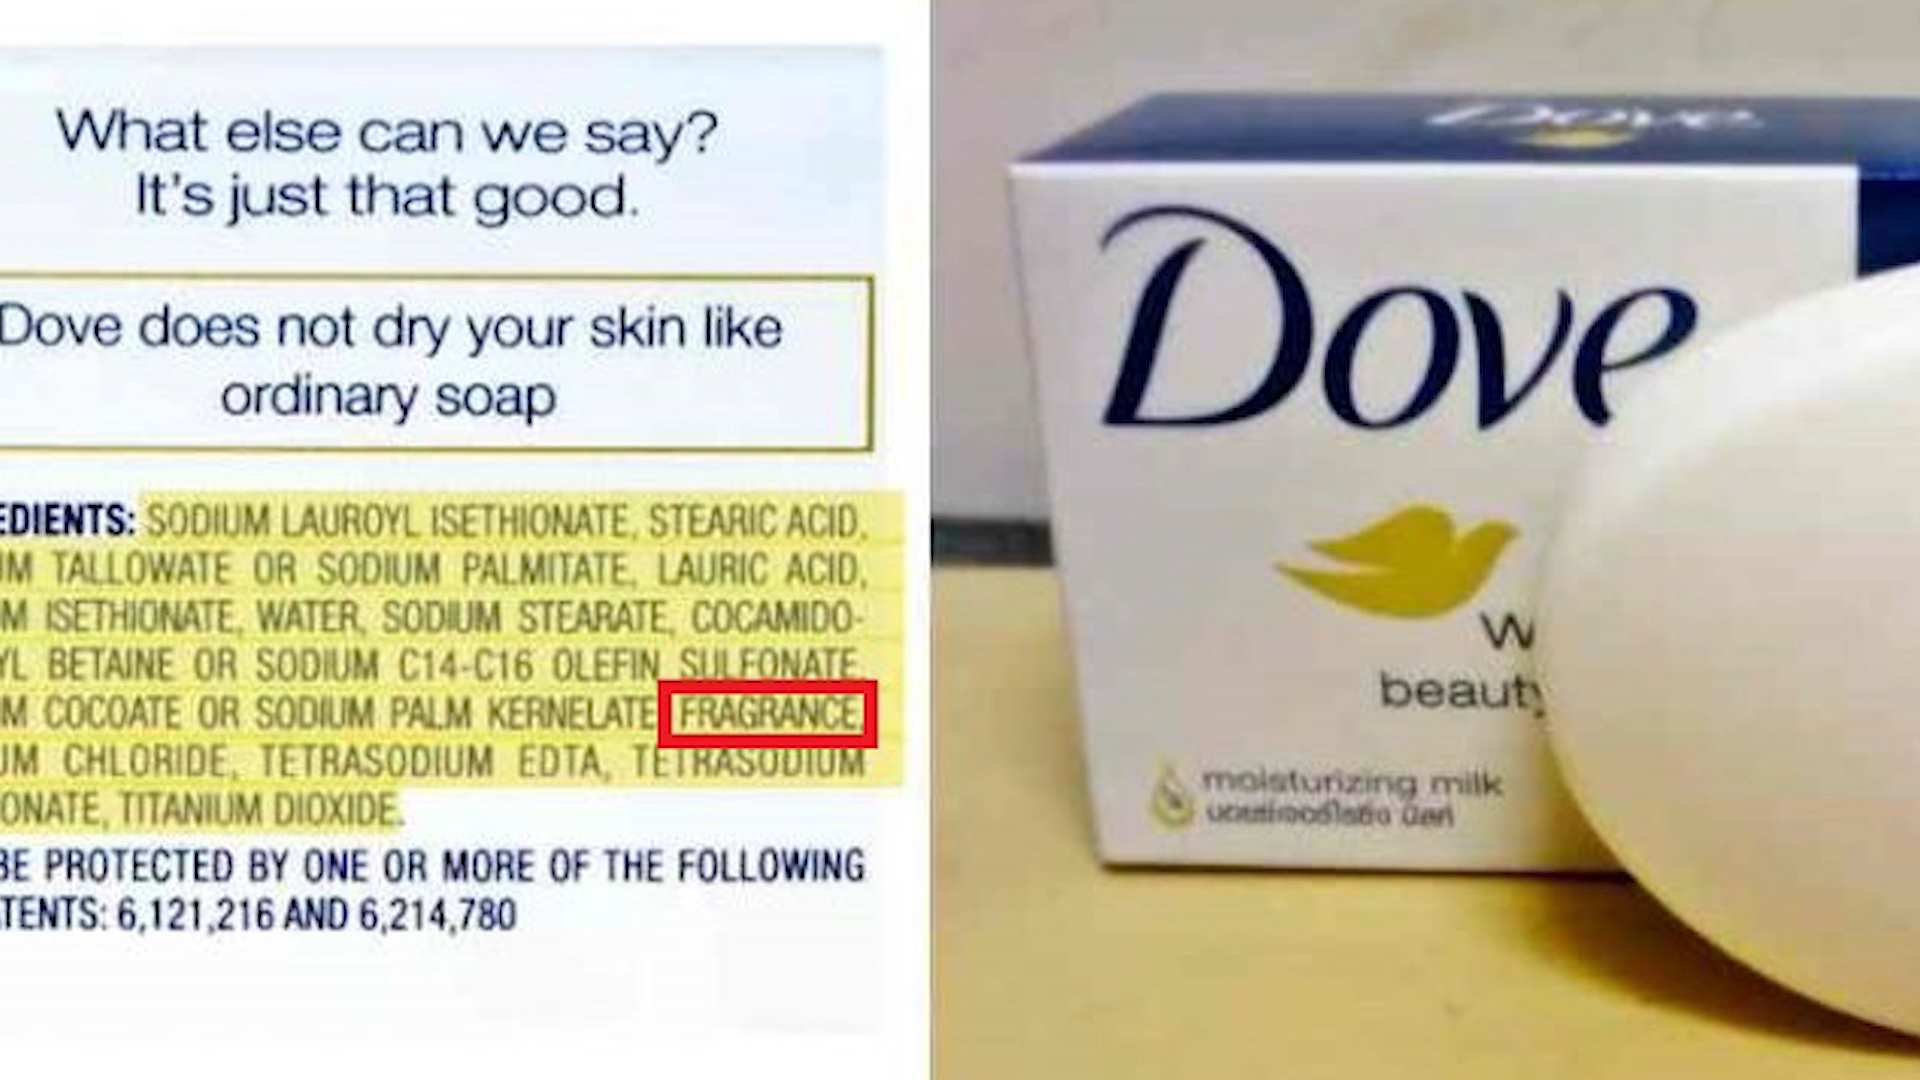 What else can we say?
It's just that good.
Dove does not dry your skin like
ordinary soap
EDIENTS: SODIUM LAUROYL ISETHIONATE, STEARIC ACID,
UM TALLOWATE OR SODIUM PALMITATE, LAURIC ACID,
M ISETHIONATE, WATER, SODIUM STEARATE, COCAMIDO-
YL BETAINE OR SODIUM C14-C16 OLEFIN SULFONATE,
M COCOATE OR SODIUM PALM KERNELATE, FRAGRANCE,
UM CHLORIDE, TETRASODIUM EDTA, TETRASODIUM
ONATE, TITANIUM DIOXIDE.
BE PROTECTED BY ONE OR MORE OF THE FOLLOWING
TENTS: 6,121,216 AND 6,214,780
Dove
Dove
w
beauty
moisturizing milk